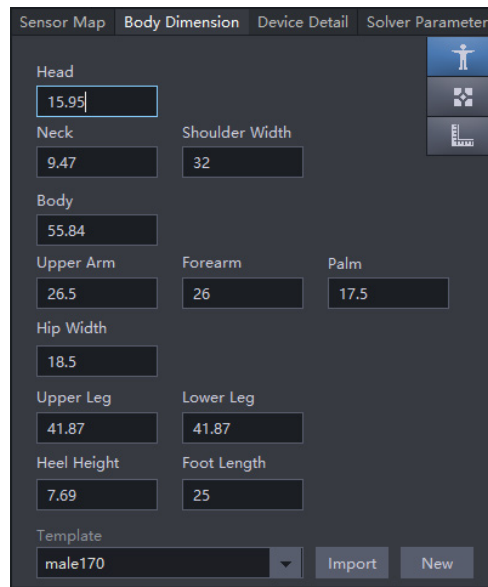 Sensor Map Body Dimension Device Detail Solver Parameter
Head
15.95
Neck Shoulder Width
9.47 32
Body
55.84
Upper Arm Forearm Palm
26.5 26 17.5
Hip Width
18.5
Upper Leg Lower Leg
41.87 41.87
Heel Height Foot Length
7.69 25
Template
male170 Import New